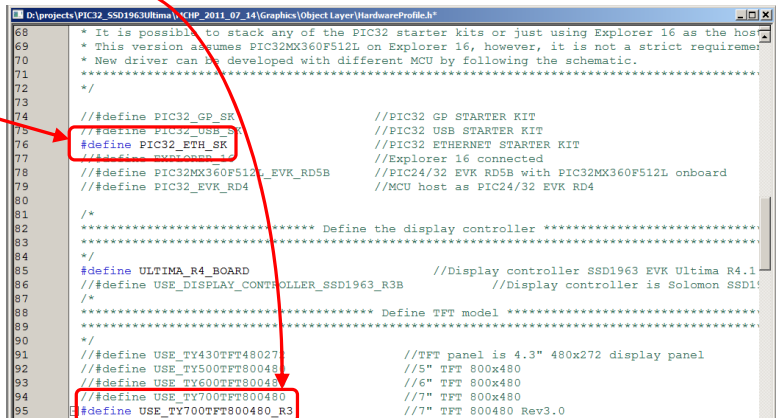 D:\projects\PIC32_SSD1963Ultima\MCHP_2011_07_14\Graphics\Object Layer\HardwareProfile.h*
68 * It is possible to stack any of the PIC32 starter kits or just using Explorer 16 as the host
69 * This version assumes PIC32MX360F512L on Explorer 16, however, it is not a strict requiremen
70 * New driver can be developed with different MCU by following the schematic.
71 *********************************************************************************************
72 */
73
74 //#define PIC32_GP_SK //PIC32 GP STARTER KIT
75 //#define PIC32_USB_SK //PIC32 USB STARTER KIT
76 #define PIC32_ETH_SK //PIC32 ETHERNET STARTER KIT
77 //#define EXPLORER_16 //Explorer 16 connected
78 //#define PIC32MX360F512L_EVK_RD5B //PIC24/32 EVK RD5B with PIC32MX360F512L onboard
79 //#define PIC32_EVK_RD4 //MCU host as PIC24/32 EVK RD4
80
81 /*
82 ******************************** Define the display controller ******************************
83 *********************************************************************************************
84 */
85 #define ULTIMA_R4_BOARD //Display controller SSD1963 EVK Ultima R4.1
86 //#define USE_DISPLAY_CONTROLLER_SSD1963_R3B //Display controller is Solomon SSD19
87 /*
88 **************************************** Define TFT model ***********************************
89 *********************************************************************************************
90 */
91 //#define USE_TY430TFT480272 //TFT panel is 4.3" 480x272 display panel
92 //#define USE_TY500TFT800480 //5" TFT 800x480
93 //#define USE_TY600TFT800480 //6" TFT 800x480
94 //#define USE_TY700TFT800480 //7" TFT 800x480
95 #define USE_TY700TFT800480_R3 //7" TFT 800480 Rev3.0